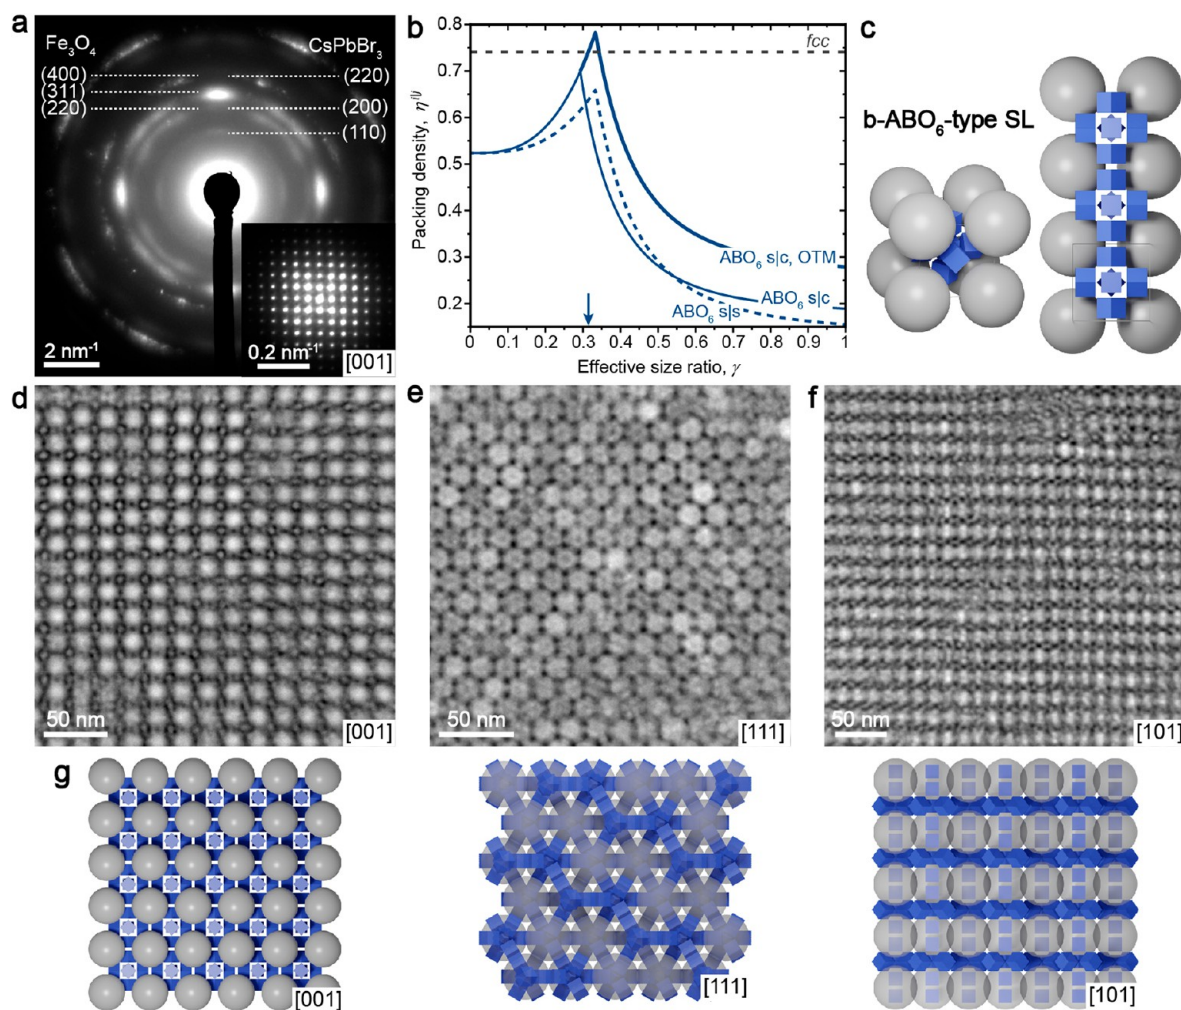 a
Fe₃O₄
CsPbBr₃
(400)
(220)
(311)
(220)
(200)
(110)
2 nm⁻¹
0.2 nm⁻¹
[001]
b
Packing density, ηⁱ/ʲ
0.8
0.7
0.6
0.5
0.4
0.3
0.2
fcc
ABO₆ s|c, OTM
ABO₆ s|c
ABO₆ s|s
0 0.1 0.2 0.3 0.4 0.5 0.6 0.7 0.8 0.9 1
Effective size ratio, γ
c
b-ABO₆-type SL
d
50 nm
[001]
e
50 nm
[111]
f
50 nm
[101]
g
[001]
[111]
[101]